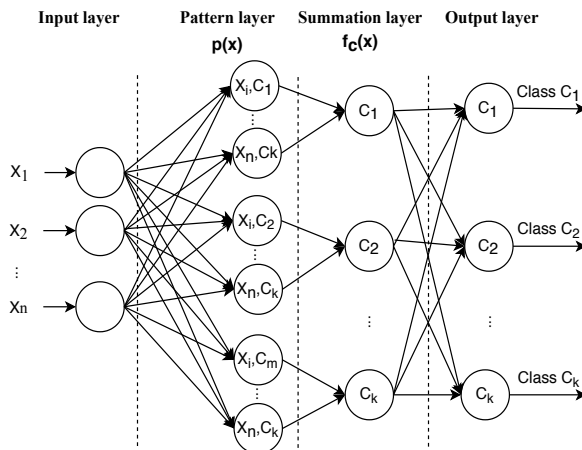 Input layer
Pattern layer
Summation layer
Output layer
p(x)
fc(x)
X1
X2
⋮
Xn
Xi,C1
...
Xn,Ck
Xi,C2
...
Xn,Ck
Xi,Cm
...
Xn,Ck
C1
C2
⋮
Ck
C1
C2
⋮
Ck
Class C1
Class C2
Class Ck